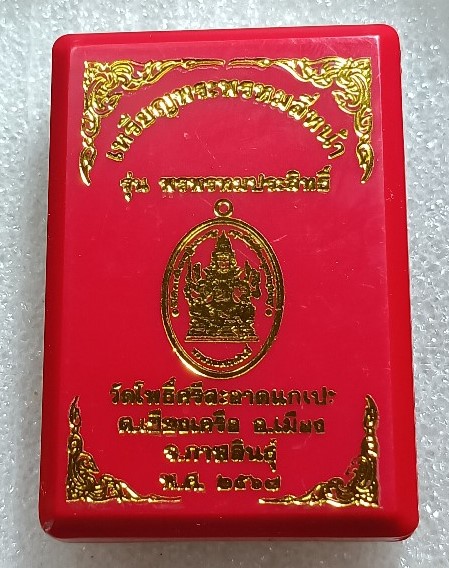 เหรียญพระพรหมสี่หน้า
รุ่น พรพรหมประสิทธิ์
วัดโพธิ์ศรีสะอาดแกเปะ
ต.เชียงเครือ อ.เมือง
จ.กาฬสินธุ์
พ.ศ. ๒๕๖๗